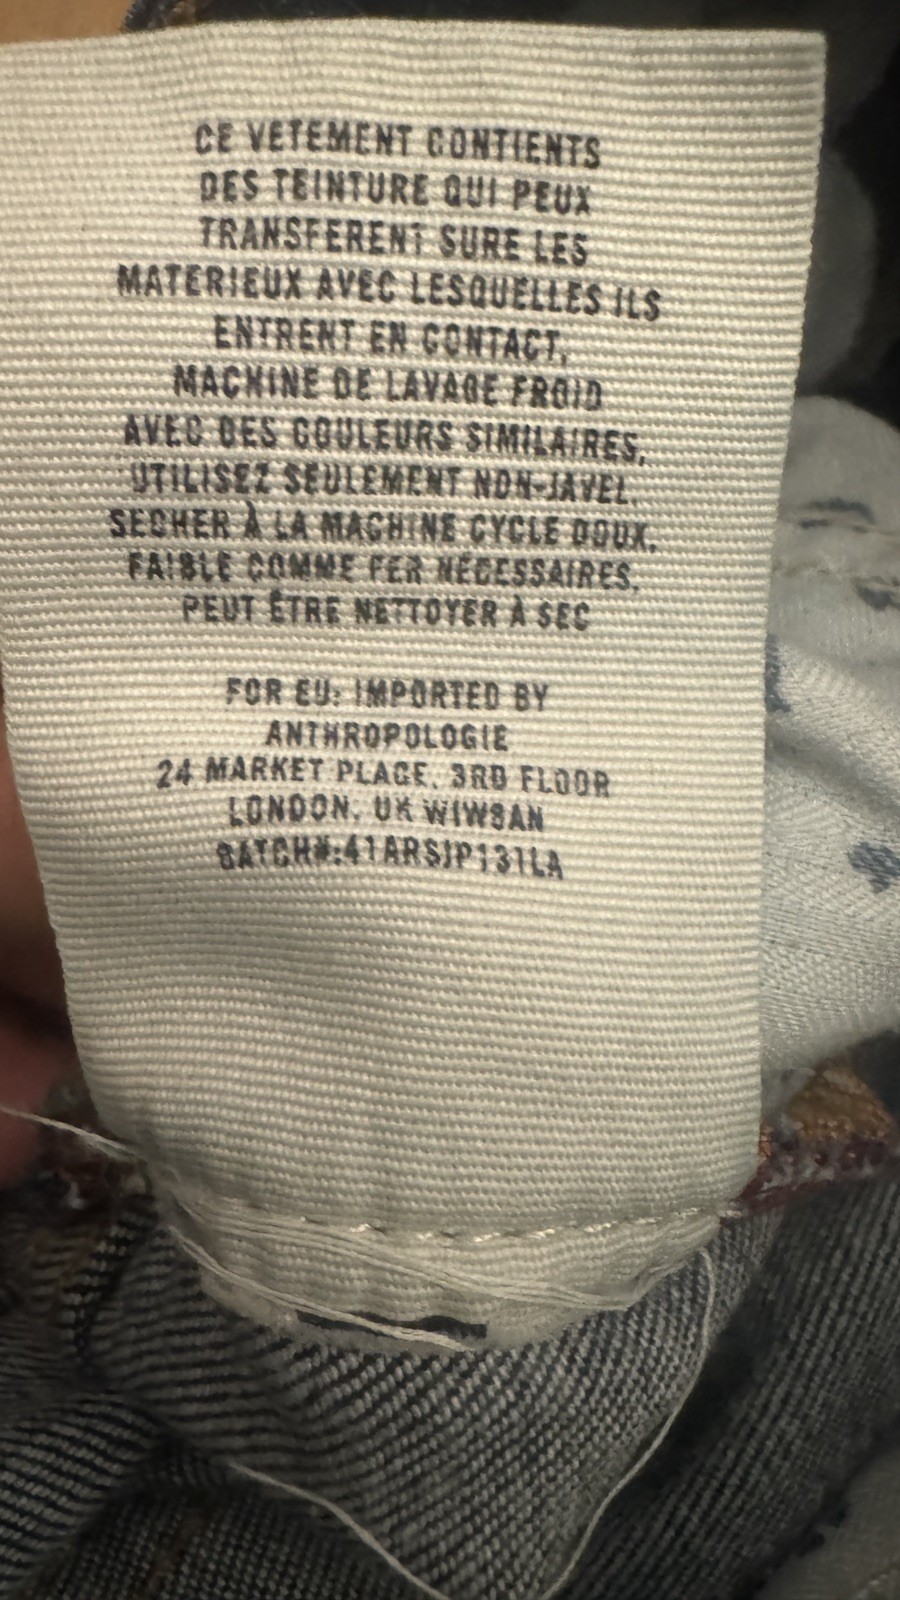 CE VETEMENT CONTIENTS
DES TEINTURE QUI PEUX
TRANSFERENT SURE LES
MATERIEUX AVEC LESQUELLES ILS
ENTRENT EN CONTACT,
MACHINE DE LAVAGE FROID
AVEC DES COULEURS SIMILAIRES,
UTILISEZ SEULEMENT NON-JAVEL,
SECHER À LA MACHINE CYCLE DOUX,
FAIBLE COMME FER NÉCESSAIRES,
PEUT ÊTRE NETTOYER À SEC
FOR EU: IMPORTED BY
ANTHROPOLOGIE
24 MARKET PLACE, 3RD FLOOR
LONDON, UK W1W8AN
BATCH#:41ARSJP131LA